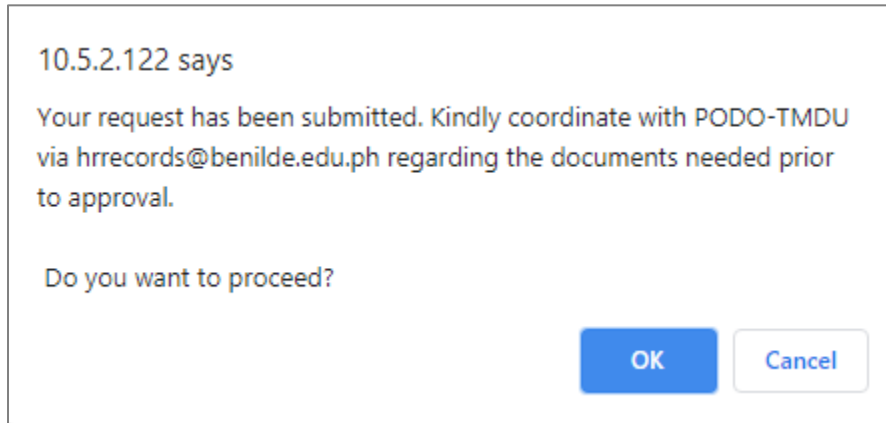 10.5.2.122 says
Your request has been submitted. Kindly coordinate with PODO-TMDU
via hrrecords@benilde.edu.ph regarding the documents needed prior
to approval.
Do you want to proceed?
OK
Cancel